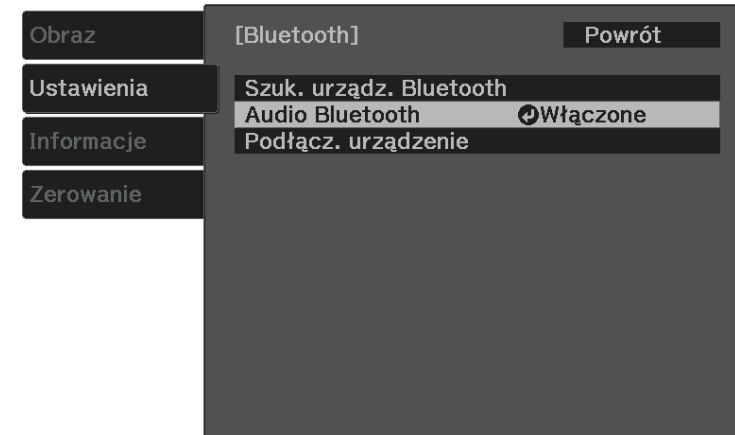 Obraz
Ustawienia
Informacje
Zerowanie
[Bluetooth] Powrót
Szuk. urządz. Bluetooth
Audio Bluetooth Włączone
Podłącz. urządzenie